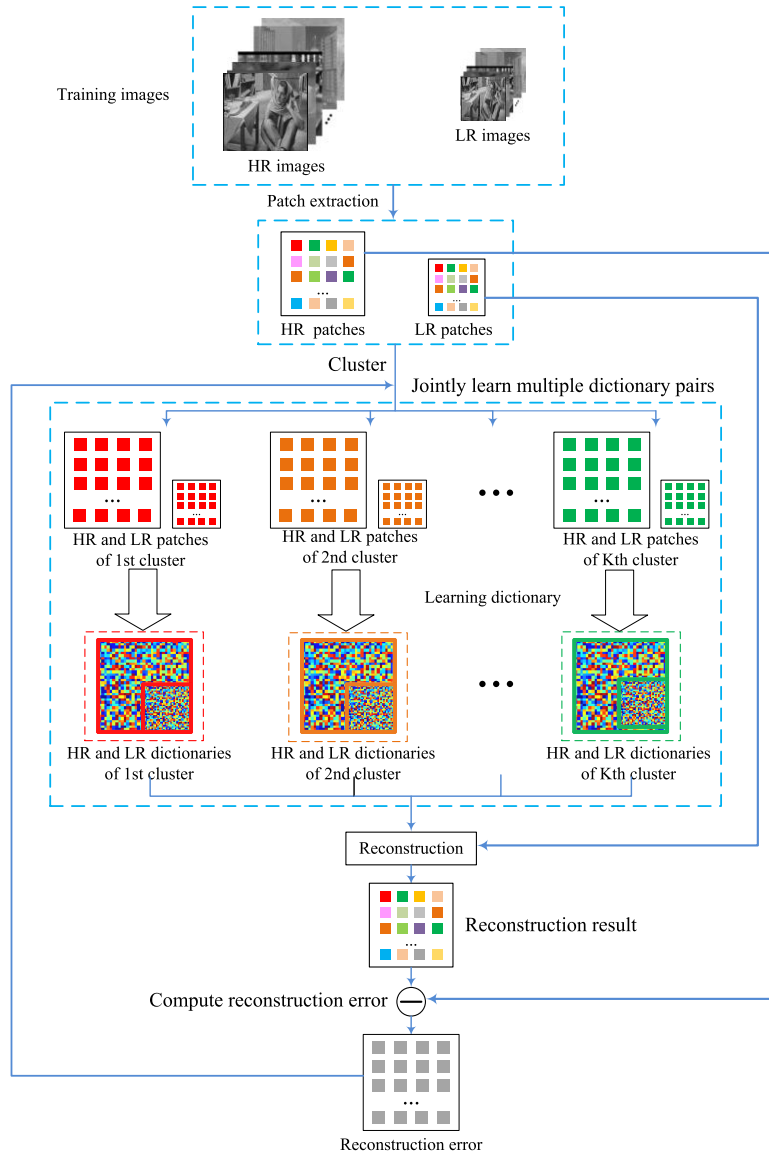 Training images
HR images
LR images
Patch extraction
...
...
HR patches
LR patches
Cluster
Jointly learn multiple dictionary pairs
...
...
...
...
...
...
...
HR and LR patches
of 1st cluster
HR and LR patches
of 2nd cluster
HR and LR patches
of Kth cluster
Learning dictionary
...
HR and LR dictionaries
of 1st cluster
HR and LR dictionaries
of 2nd cluster
HR and LR dictionaries
of Kth cluster
Reconstruction
...
Reconstruction result
Compute reconstruction error
...
Reconstruction error